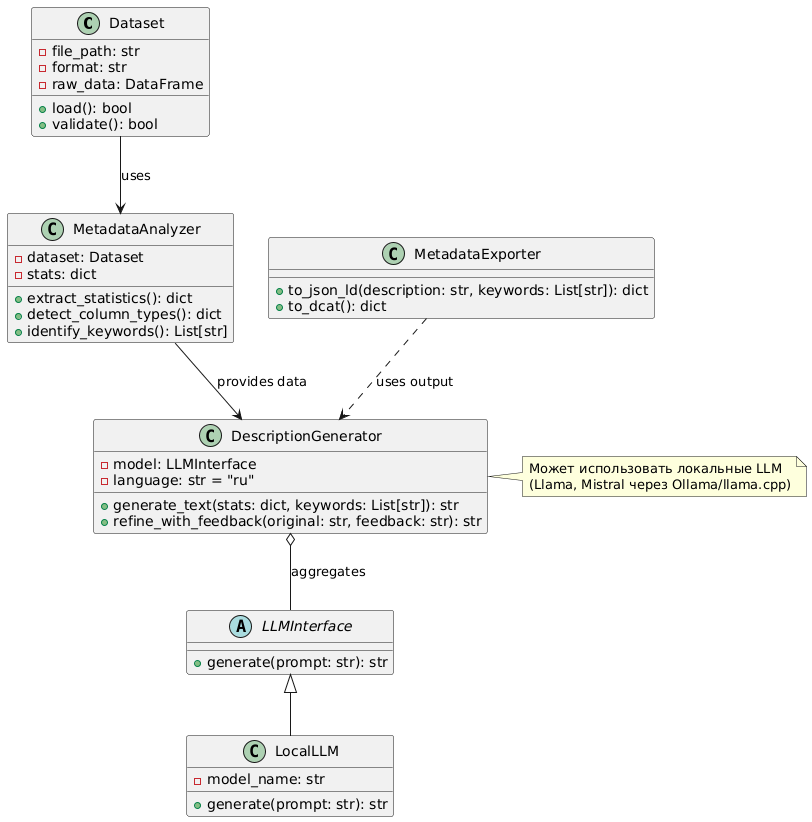 C Dataset
file_path: str
format: str
raw_data: DataFrame
load(): bool
validate(): bool
uses
C MetadataAnalyzer
dataset: Dataset
stats: dict
extract_statistics(): dict
detect_column_types(): dict
identify_keywords(): List[str]
C MetadataExporter
to_json_ld(description: str, keywords: List[str]): dict
to_dcat(): dict
provides data
uses output
C DescriptionGenerator
model: LLMInterface
language: str = "ru"
generate_text(stats: dict, keywords: List[str]): str
refine_with_feedback(original: str, feedback: str): str
Может использовать локальные LLM
(Llama, Mistral через Ollama/llama.cpp)
aggregates
A LLMInterface
generate(prompt: str): str
C LocalLLM
model_name: str
generate(prompt: str): str